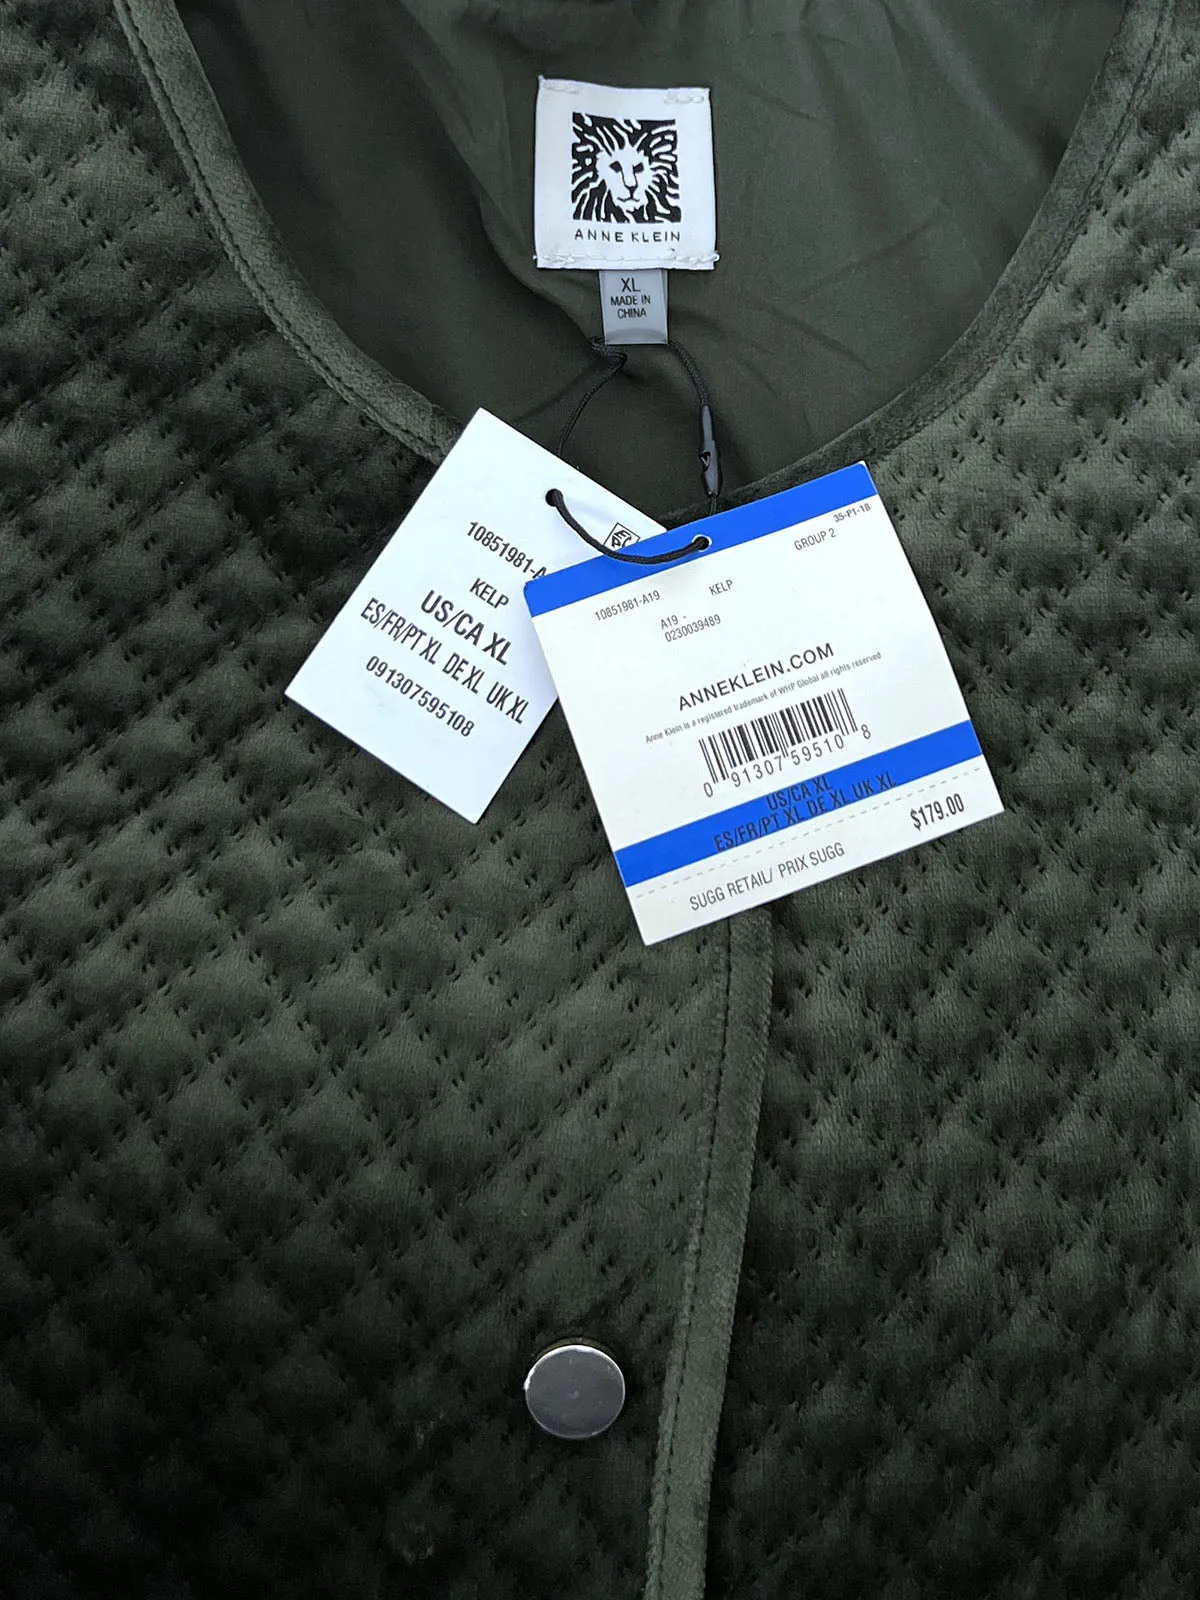 ANNE KLEIN
XL
MADE IN
CHINA
10851981-A
KELP
US/CA XL
ES/FR/PT XL DE XL UK XL
091307595108
35-P1-18
GROUP 2
10851981-A19 KELP
A19 -
0230039489
ANNEKLEIN.COM
Anne Klein is a registered trademark of WHP Global all rights reserved
0 91307 59510 8
US/CA XL
ES/FR/PT XL DE XL UK XL
$179.00
SUGG RETAIL/ PRIX SUGG